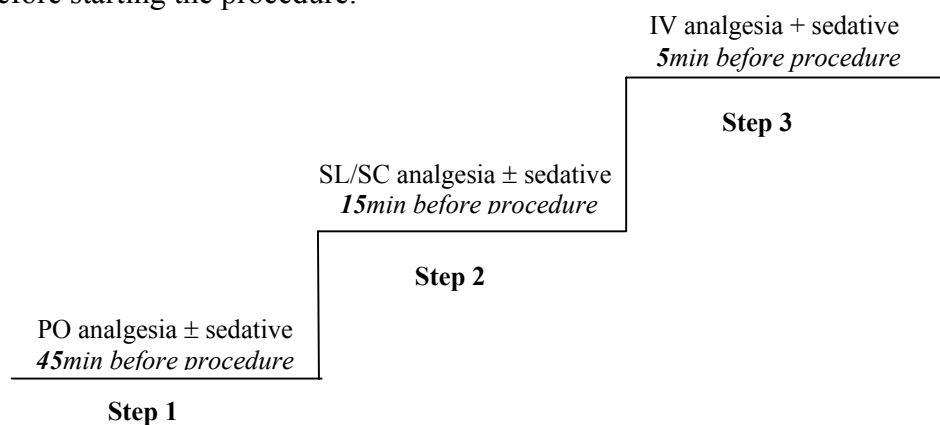 before starting the procedure.
IV analgesia + sedative
5min before procedure
Step 3
SL/SC analgesia ± sedative
15min before procedure
Step 2
PO analgesia ± sedative
45min before procedure
Step 1